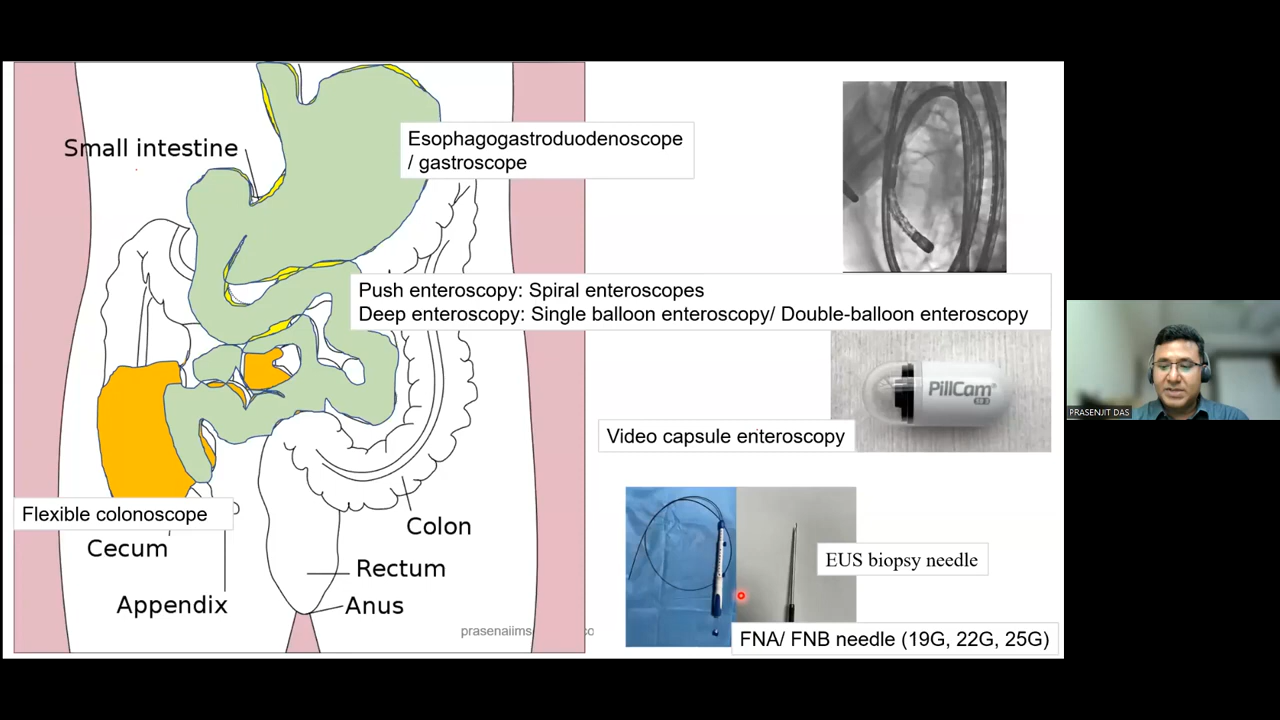 Small intestine
Esophagogastroduodenoscope
/ gastroscope
Push enteroscopy: Spiral enteroscopes
Deep enteroscopy: Single balloon enteroscopy/ Double-balloon enteroscopy
PillCam
Video capsule enteroscopy
PRASENJIT DAS
Flexible colonoscope
Cecum
Colon
Rectum
Appendix
Anus
EUS biopsy needle
FNA/ FNB needle (19G, 22G, 25G)